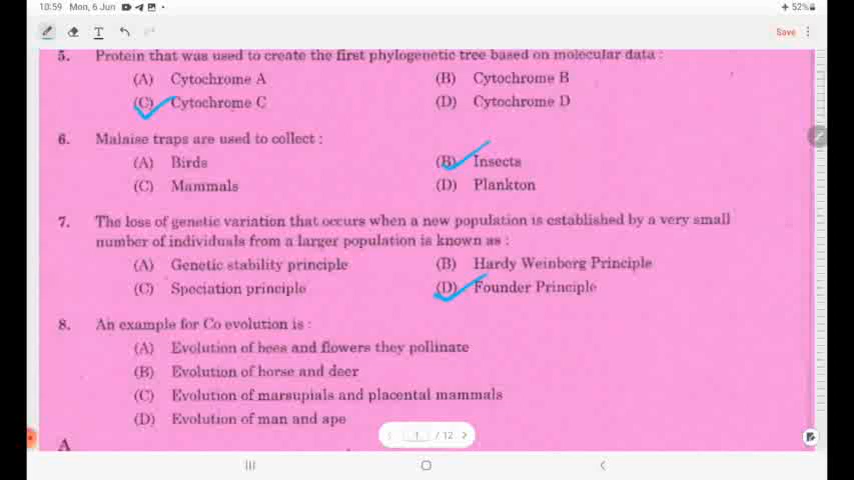 10:59 Mon, 6 Jun
52%
Save
5. Protein that was used to create the first phylogenetic tree based on molecular data :
(A) Cytochrome A (B) Cytochrome B
(C) Cytochrome C (D) Cytochrome D
6. Malaise traps are used to collect :
(A) Birds (B) Insects
(C) Mammals (D) Plankton
7. The loss of genetic variation that occurs when a new population is established by a very small
number of individuals from a larger population is known as :
(A) Genetic stability principle (B) Hardy Weinberg Principle
(C) Speciation principle (D) Founder Principle
8. An example for Co evolution is :
(A) Evolution of bees and flowers they pollinate
(B) Evolution of horse and deer
(C) Evolution of marsupials and placental mammals
(D) Evolution of man and ape
A
1 / 12